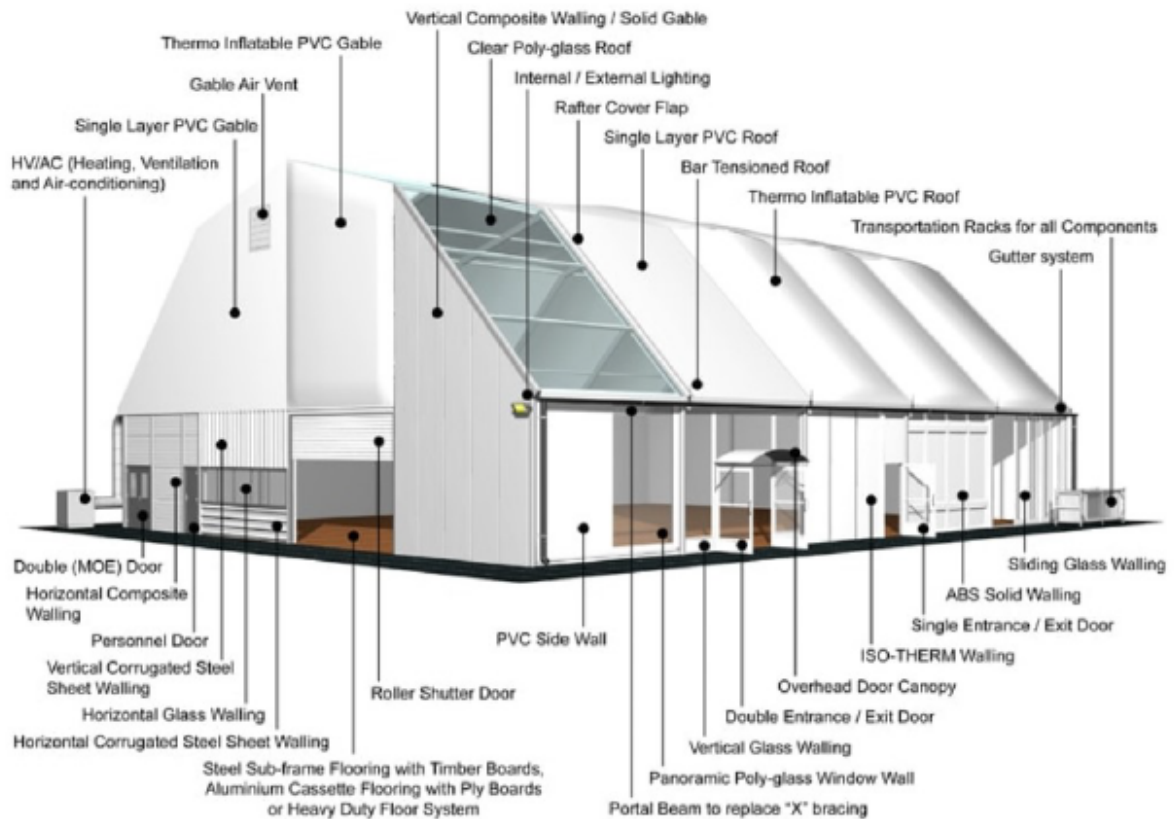 Vertical Composite Walling / Solid Gable
Thermo Inflatable PVC Gable
Clear Poly-glass Roof
Internal / External Lighting
Gable Air Vent
Rafter Cover Flap
Single Layer PVC Gable
Single Layer PVC Roof
HV/AC (Heating, Ventilation
and Air-conditioning)
Bar Tensioned Roof
Thermo Inflatable PVC Roof
Transportation Racks for all Components
Gutter system
Double (MOE) Door
Horizontal Composite
Walling
Personnel Door
Vertical Corrugated Steel
Sheet Walling
Horizontal Glass Walling
Horizontal Corrugated Steel Sheet Walling
Steel Sub-frame Flooring with Timber Boards,
Aluminium Cassette Flooring with Ply Boards
or Heavy Duty Floor System
Roller Shutter Door
PVC Side Wall
Sliding Glass Walling
ABS Solid Walling
Single Entrance / Exit Door
ISO-THERM Walling
Overhead Door Canopy
Double Entrance / Exit Door
Vertical Glass Walling
Panoramic Poly-glass Window Wall
Portal Beam to replace "X" bracing